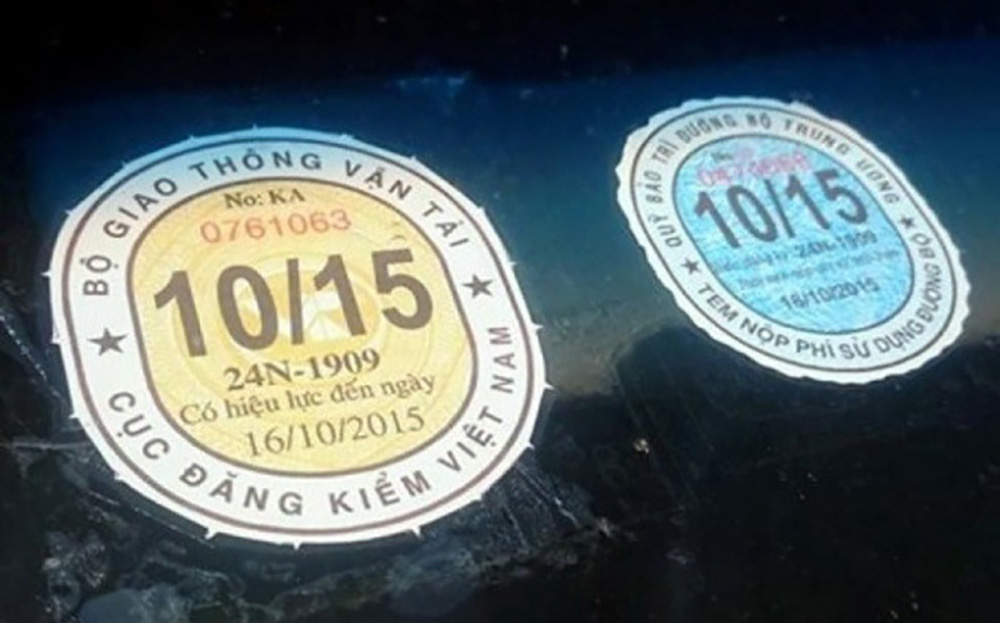 BỘ GIAO THÔNG VẬN TẢI
No: KA
0761063
10/15
24N-1909
Có hiệu lực đến ngày
16/10/2015
CỤC ĐĂNG KIỂM VIỆT NAM
QUỸ BẢO TRÌ ĐƯỜNG BỘ TRUNG ƯƠNG
No:
10/15
24N-1909
16/10/2015
TEM NỘP PHÍ SỬ DỤNG ĐƯỜNG BỘ